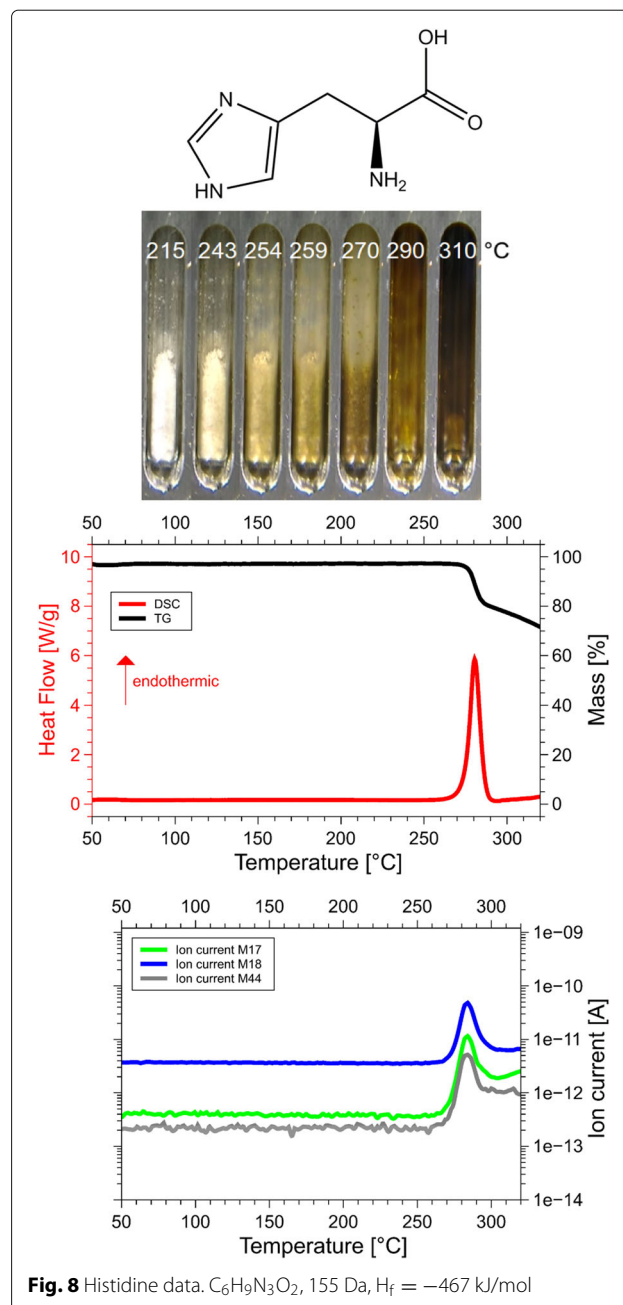 OH
N
O
HN
NH₂
215 243 254 259 270 290 310 °C
50 100 150 200 250 300
10 100
8 80
6 60
4 40
2 20
0 0
DSC
TG
endothermic
Heat Flow [W/g]
Mass [%]
50 100 150 200 250 300
Temperature [°C]
50 100 150 200 250 300
Ion current M17
Ion current M18
Ion current M44
1e-09
1e-10
1e-11
1e-12
1e-13
1e-14
Ion current [A]
50 100 150 200 250 300
Temperature [°C]
Fig. 8 Histidine data. C₆H₉N₃O₂, 155 Da, H_f = −467 kJ/mol